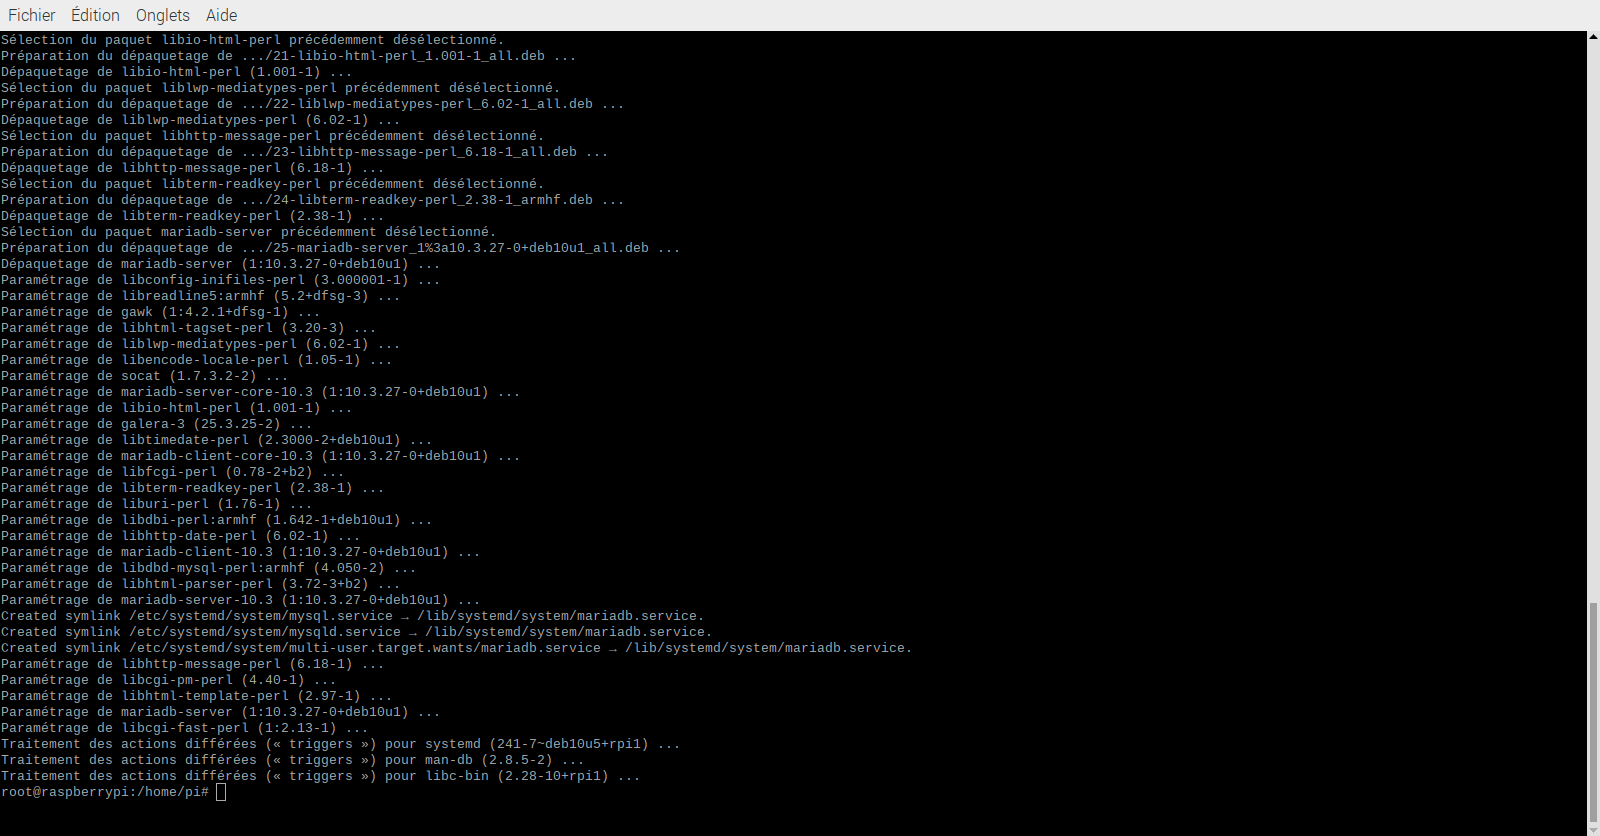 Fichier Édition Onglets Aide
Sélection du paquet libio-html-perl précédemment désélectionné.
Préparation du dépaquetage de .../21-libio-html-perl_1.001-1_all.deb ...
Dépaquetage de libio-html-perl (1.001-1) ...
Sélection du paquet liblwp-mediatypes-perl précédemment désélectionné.
Préparation du dépaquetage de .../22-liblwp-mediatypes-perl_6.02-1_all.deb ...
Dépaquetage de liblwp-mediatypes-perl (6.02-1) ...
Sélection du paquet libhttp-message-perl précédemment désélectionné.
Préparation du dépaquetage de .../23-libhttp-message-perl_6.18-1_all.deb ...
Dépaquetage de libhttp-message-perl (6.18-1) ...
Sélection du paquet libterm-readkey-perl précédemment désélectionné.
Préparation du dépaquetage de .../24-libterm-readkey-perl_2.38-1_armhf.deb ...
Dépaquetage de libterm-readkey-perl (2.38-1) ...
Sélection du paquet mariadb-server précédemment désélectionné.
Préparation du dépaquetage de .../25-mariadb-server_1%3a10.3.27-0+deb10u1_all.deb ...
Dépaquetage de mariadb-server (1:10.3.27-0+deb10u1) ...
Paramétrage de libconfig-inifiles-perl (3.000001-1) ...
Paramétrage de libreadline5:armhf (5.2+dfsg-3) ...
Paramétrage de gawk (1:4.2.1+dfsg-1) ...
Paramétrage de libhtml-tagset-perl (3.20-3) ...
Paramétrage de liblwp-mediatypes-perl (6.02-1) ...
Paramétrage de libencode-locale-perl (1.05-1) ...
Paramétrage de socat (1.7.3.2-2) ...
Paramétrage de mariadb-server-core-10.3 (1:10.3.27-0+deb10u1) ...
Paramétrage de libio-html-perl (1.001-1) ...
Paramétrage de galera-3 (25.3.25-2) ...
Paramétrage de libtimedate-perl (2.3000-2+deb10u1) ...
Paramétrage de mariadb-client-core-10.3 (1:10.3.27-0+deb10u1) ...
Paramétrage de libfcgi-perl (0.78-2+b2) ...
Paramétrage de libterm-readkey-perl (2.38-1) ...
Paramétrage de liburi-perl (1.76-1) ...
Paramétrage de libdbi-perl:armhf (1.642-1+deb10u1) ...
Paramétrage de libhttp-date-perl (6.02-1) ...
Paramétrage de mariadb-client-10.3 (1:10.3.27-0+deb10u1) ...
Paramétrage de libdbd-mysql-perl:armhf (4.050-2) ...
Paramétrage de libhtml-parser-perl (3.72-3+b2) ...
Paramétrage de mariadb-server-10.3 (1:10.3.27-0+deb10u1) ...
Created symlink /etc/systemd/system/mysql.service → /lib/systemd/system/mariadb.service.
Created symlink /etc/systemd/system/mysqld.service → /lib/systemd/system/mariadb.service.
Created symlink /etc/systemd/system/multi-user.target.wants/mariadb.service → /lib/systemd/system/mariadb.service.
Paramétrage de libhttp-message-perl (6.18-1) ...
Paramétrage de libcgi-pm-perl (4.40-1) ...
Paramétrage de libhtml-template-perl (2.97-1) ...
Paramétrage de mariadb-server (1:10.3.27-0+deb10u1) ...
Paramétrage de libcgi-fast-perl (1:2.13-1) ...
Traitement des actions différées (« triggers ») pour systemd (241-7~deb10u5+rpi1) ...
Traitement des actions différées (« triggers ») pour man-db (2.8.5-2) ...
Traitement des actions différées (« triggers ») pour libc-bin (2.28-10+rpi1) ...
root@raspberrypi:/home/pi#